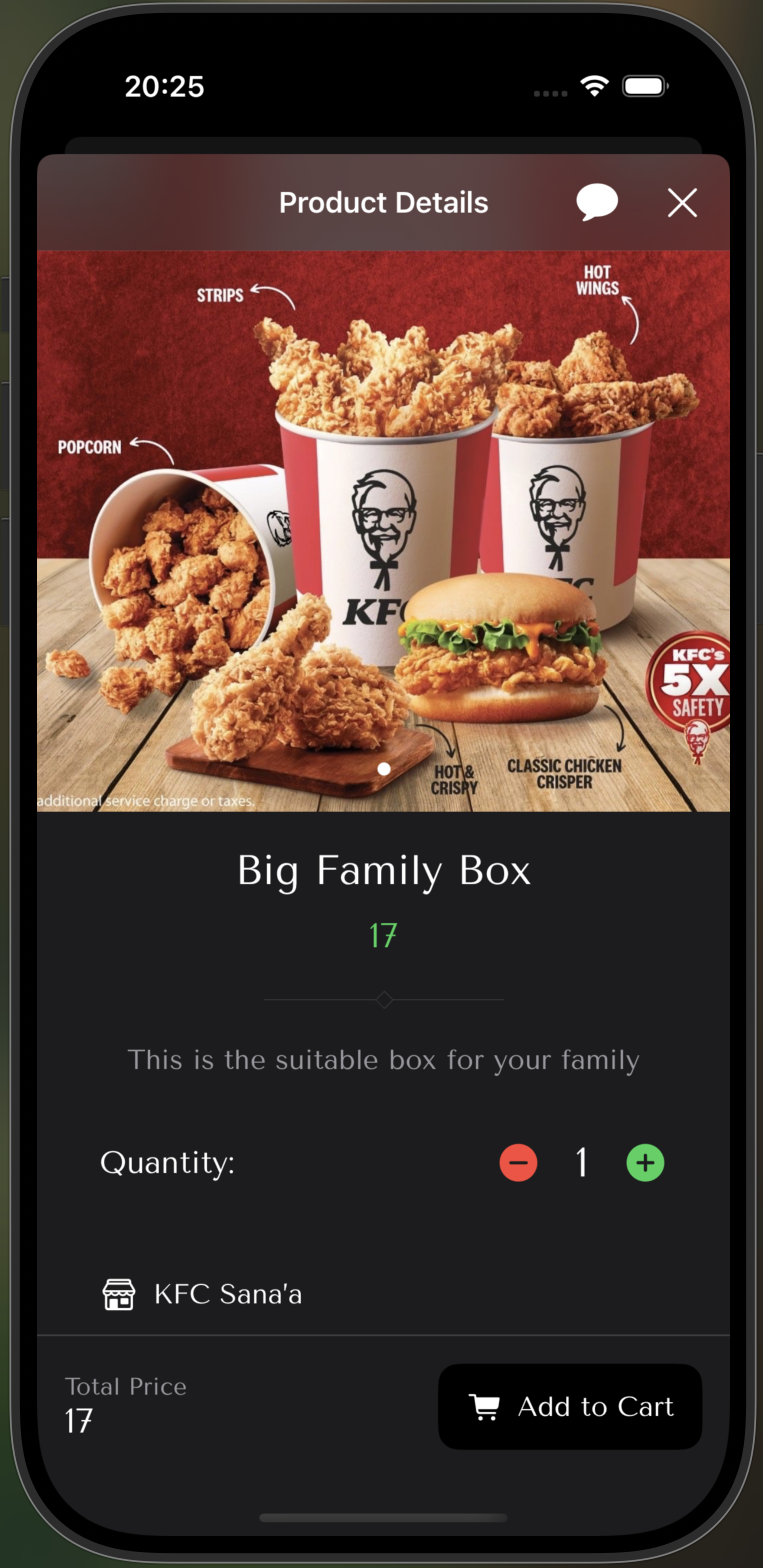 20:25
Product Details
STRIPS
HOT
WINGS
POPCORN
KFC
KFC's
5X
SAFETY
HOT &
CRISPY
CLASSIC CHICKEN
CRISPER
additional service charge or taxes.
Big Family Box
17
This is the suitable box for your family
Quantity:
1
KFC Sana'a
Total Price
17
Add to Cart